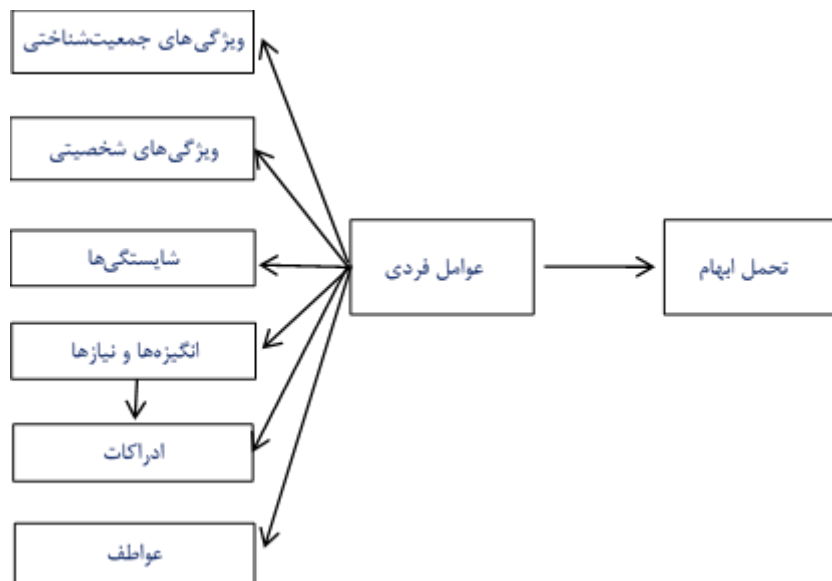 ویژگی‌های جمعیت‌شناختی
ویژگی‌های شخصیتی
شایستگی‌ها
عوامل فردی
تحمل ابهام
انگیزه‌ها و نیازها
ادراکات
عواطف